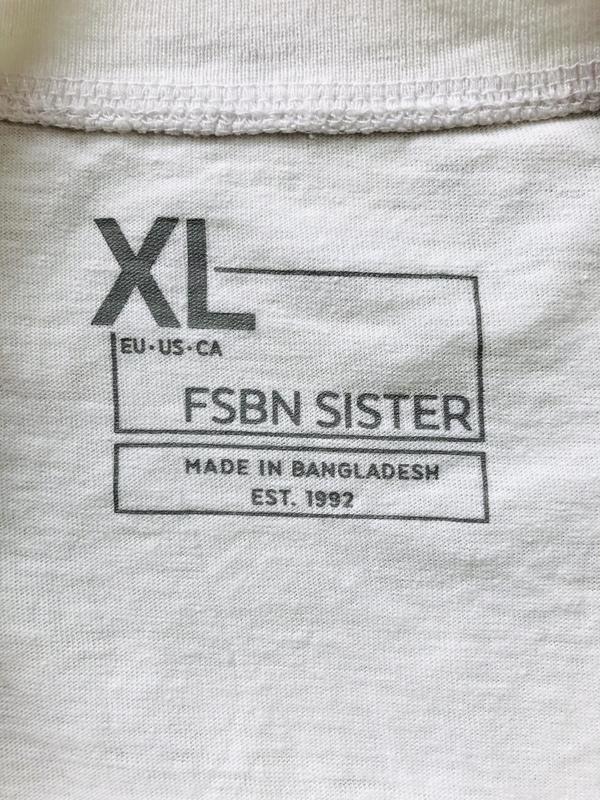 XL
EU·US·CA
FSBN SISTER
MADE IN BANGLADESH
EST. 1992